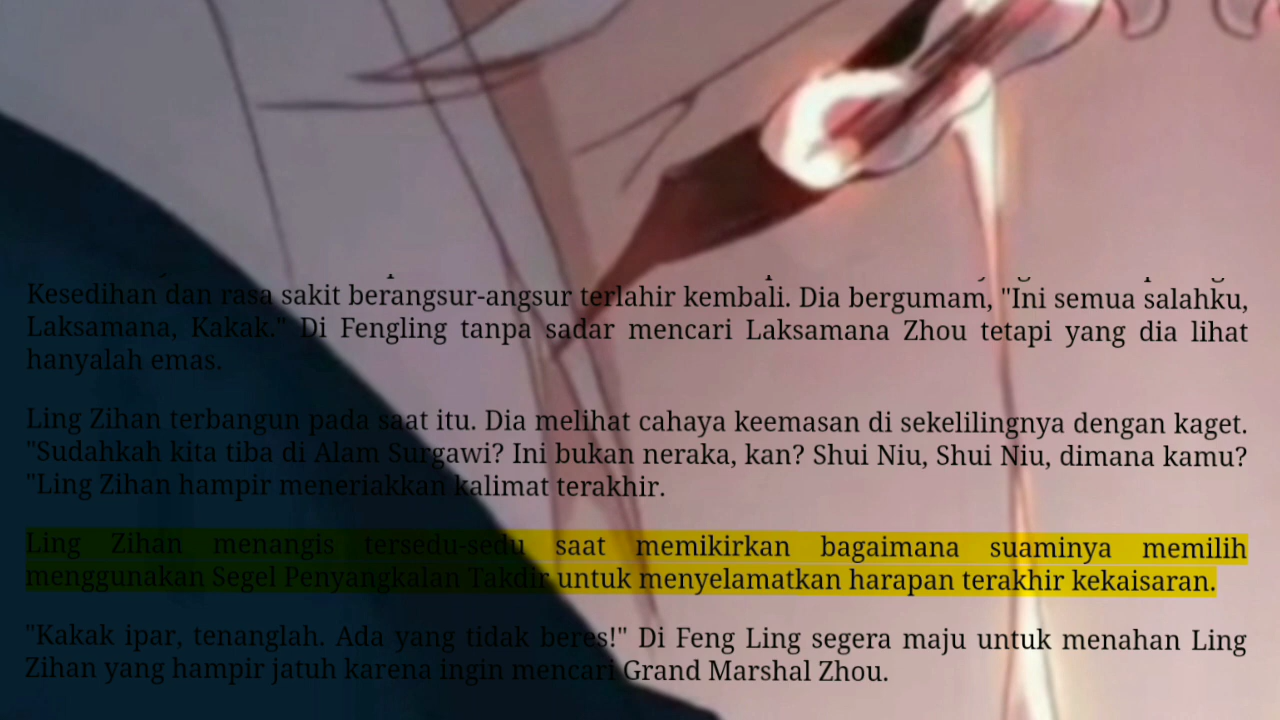 Kesedihan dan rasa sakit berangsur-angsur terlahir kembali. Dia bergumam, "Ini semua salahku,
Laksamana, Kakak." Di Fengling tanpa sadar mencari Laksamana Zhou tetapi yang dia lihat
hanyalah emas.
Ling Zihan terbangun pada saat itu. Dia melihat cahaya keemasan di sekelilingnya dengan kaget.
"Sudahkah kita tiba di Alam Surgawi? Ini bukan neraka, kan? Shui Niu, Shui Niu, dimana kamu?
"Ling Zihan hampir meneriakkan kalimat terakhir.
Ling Zihan menangis tersedu-sedu saat memikirkan bagaimana suaminya memilih
menggunakan Segel Penyangkalan Takdir untuk menyelamatkan harapan terakhir kekaisaran.
"Kakak ipar, tenanglah. Ada yang tidak beres!" Di Feng Ling segera maju untuk menahan Ling
Zihan yang hampir jatuh karena ingin mencari Grand Marshal Zhou.